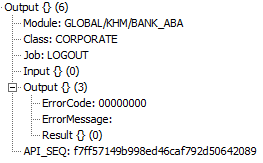 Output {} (6)
Module: GLOBAL/KHM/BANK_ABA
Class: CORPORATE
Job: LOGOUT
Input {} (0)
Output {} (3)
ErrorCode: 00000000
ErrorMessage:
Result {} (0)
API_SEQ: f7ff57149b998ed46caf792d50642089